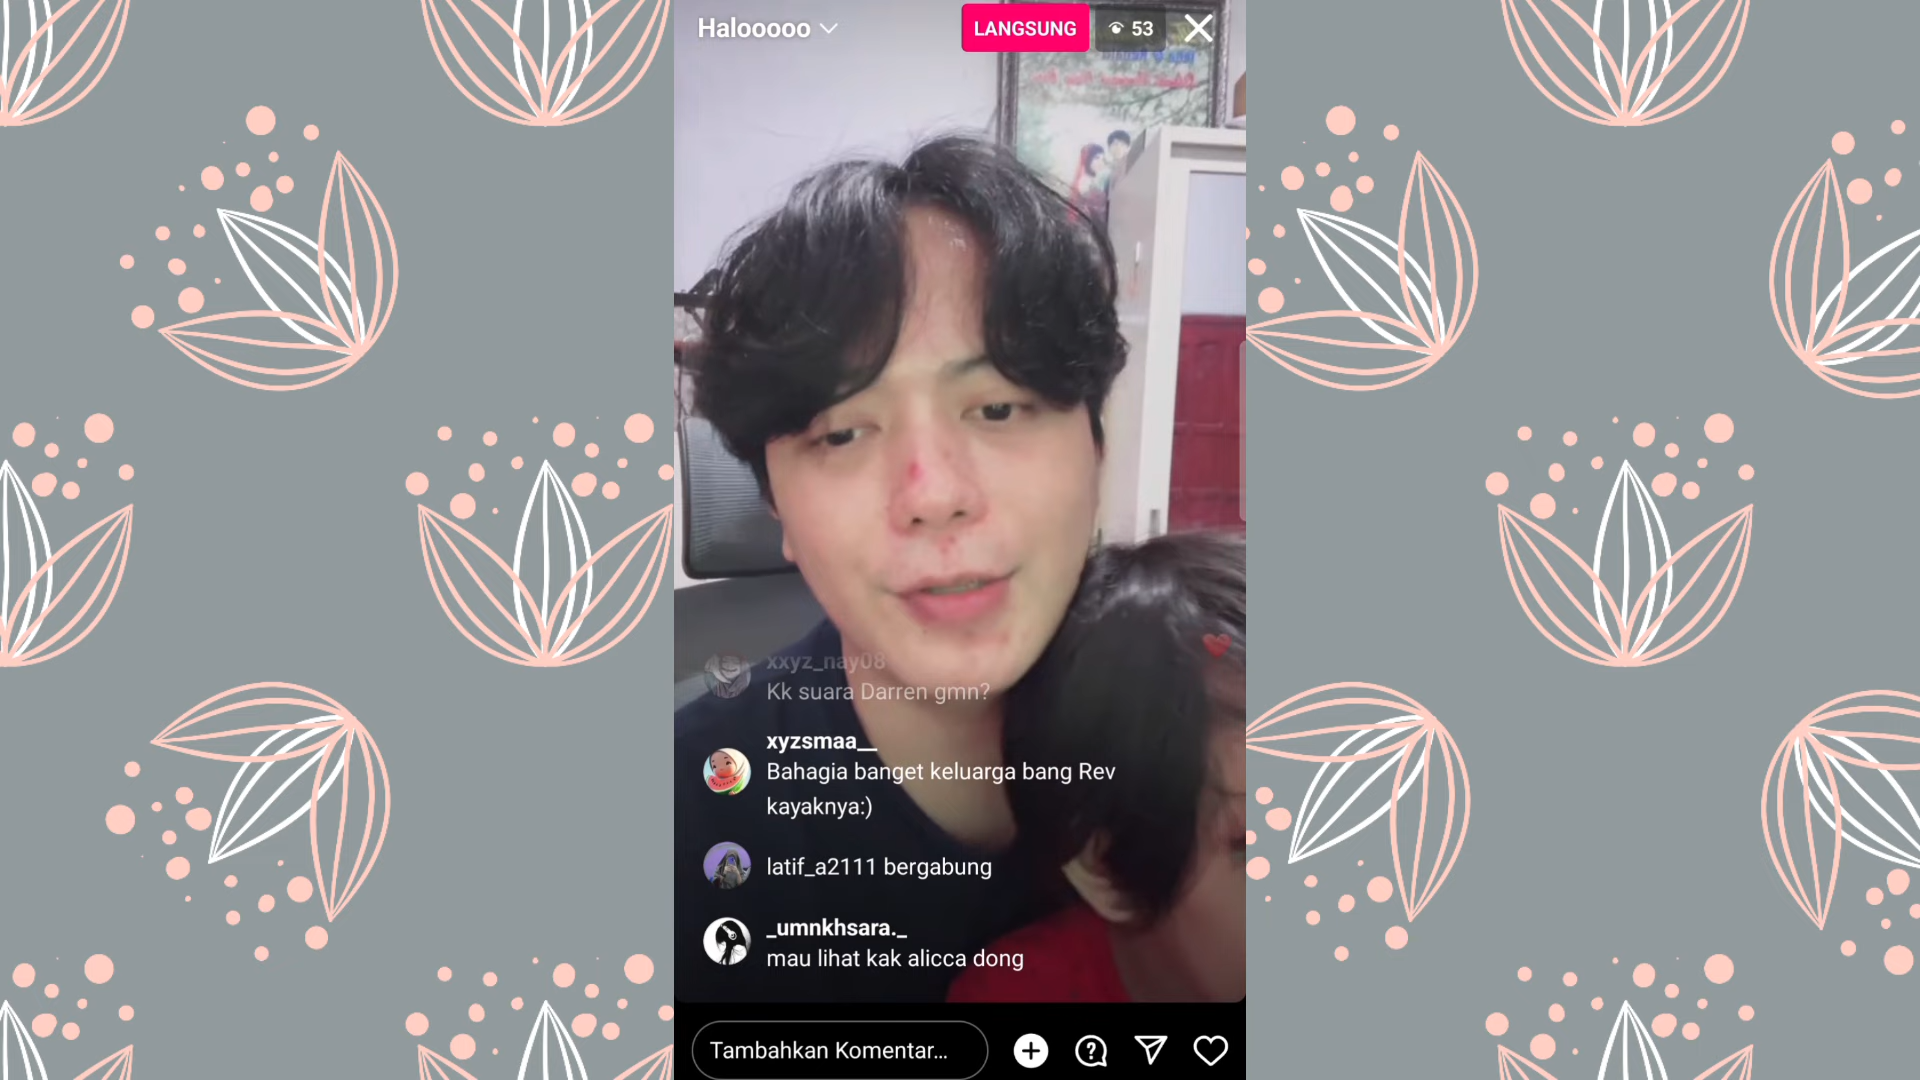 Halooooo
LANGSUNG
53
xxyz_nay08
Kk suara Darren gmn?
xyzsmaa__
Bahagia banget keluarga bang Rev
kayaknya:)
latif_a2111 bergabung
_umnkhsara._
mau lihat kak alicca dong
Tambahkan Komentar...